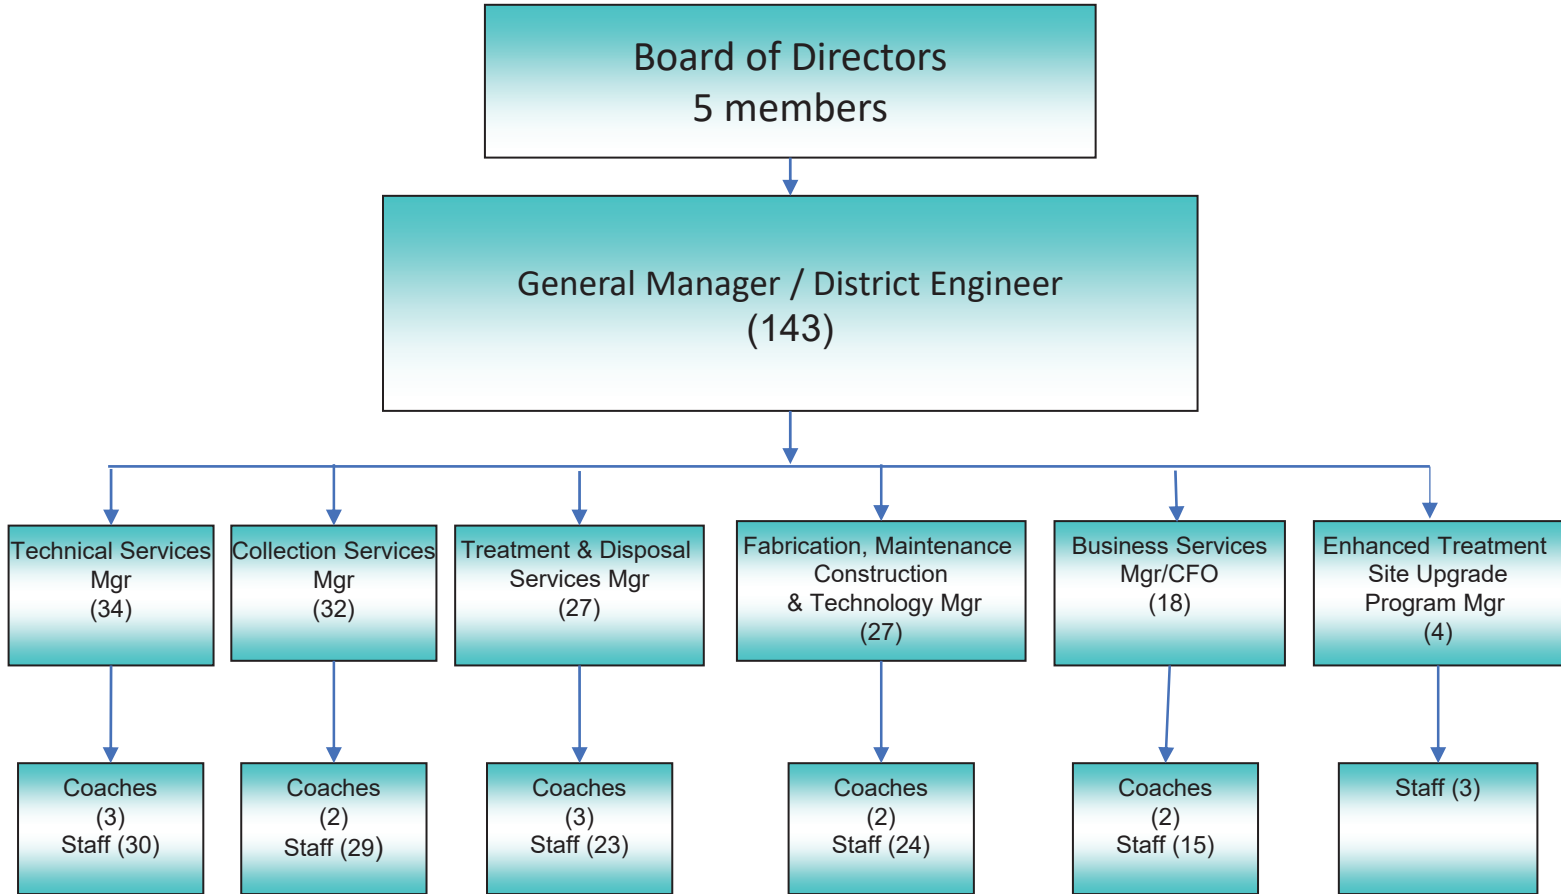 Board of Directors
5 members
General Manager / District Engineer
(143)
Technical Services
Mgr
(34)
Collection Services
Mgr
(32)
Treatment & Disposal
Services Mgr
(27)
Fabrication, Maintenance
Construction
& Technology Mgr
(27)
Business Services
Mgr/CFO
(18)
Enhanced Treatment
Site Upgrade
Program Mgr
(4)
Coaches
(3)
Staff (30)
Coaches
(2)
Staff (29)
Coaches
(3)
Staff (23)
Coaches
(2)
Staff (24)
Coaches
(2)
Staff (15)
Staff (3)